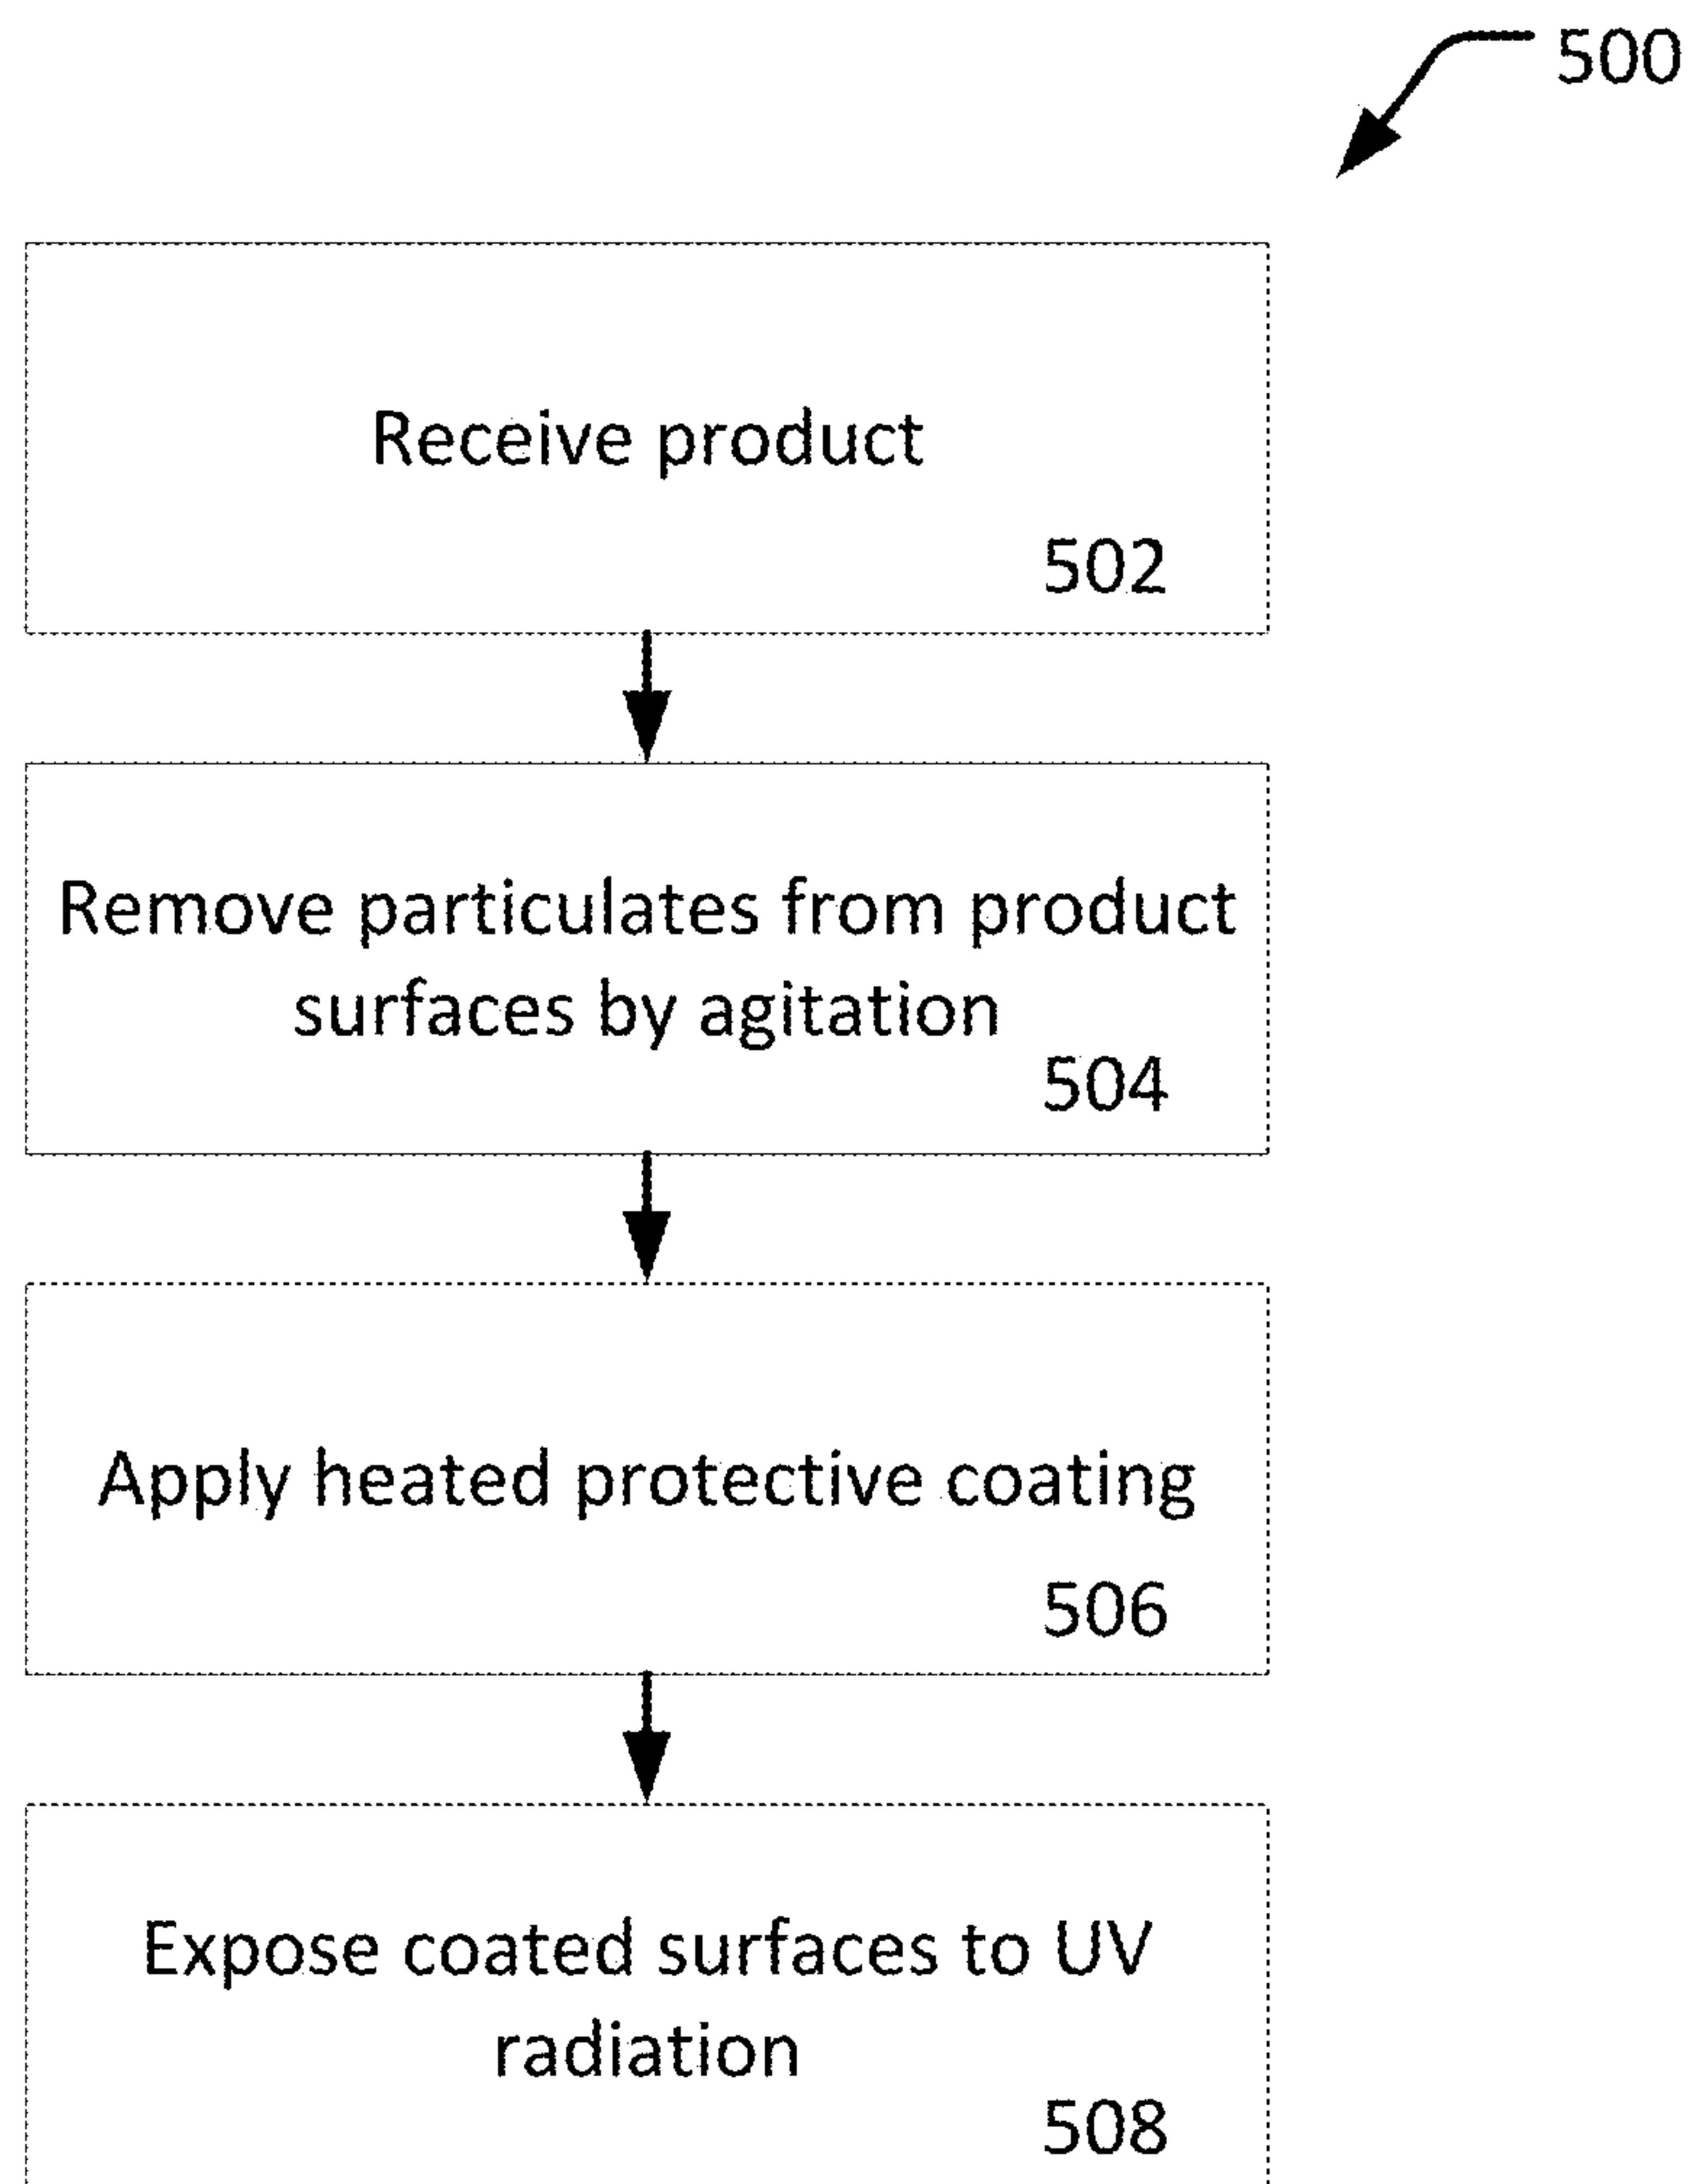 500
Receive product
502
Remove particulates from product
surfaces by agitation
504
Apply heated protective coating
506
Expose coated surfaces to UV
radiation
508